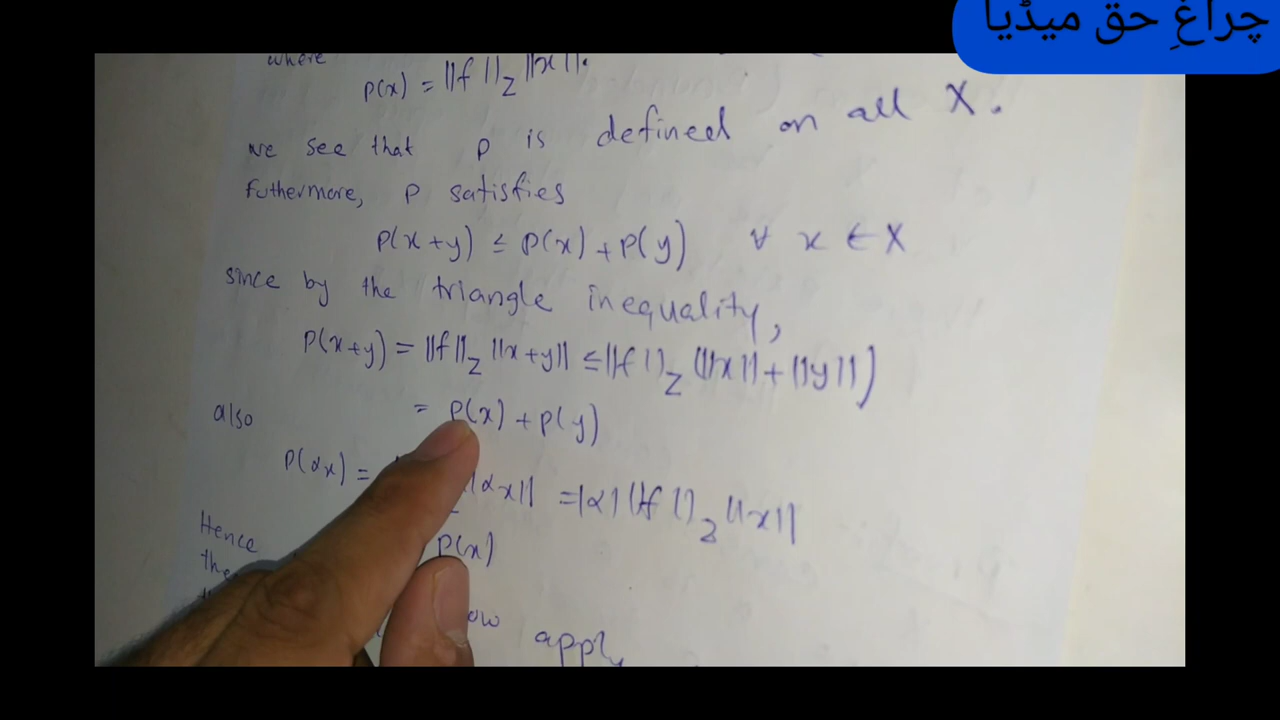 چراغِ حق میڈیا
where
p(x) = ||f||_Z ||x||.
we see that p is defined on all X.
Futhermore, p satisfies
p(x+y) ≤ p(x) + p(y) ∀ x ∈ X
since by the triangle inequality,
p(x+y) = ||f||_Z ||x+y|| ≤ ||f||_Z (||x|| + ||y||)
= p(x) + p(y)
also
p(αx) = ||αx|| = |α| ||f||_Z ||x||
p(x)
Hence
apply